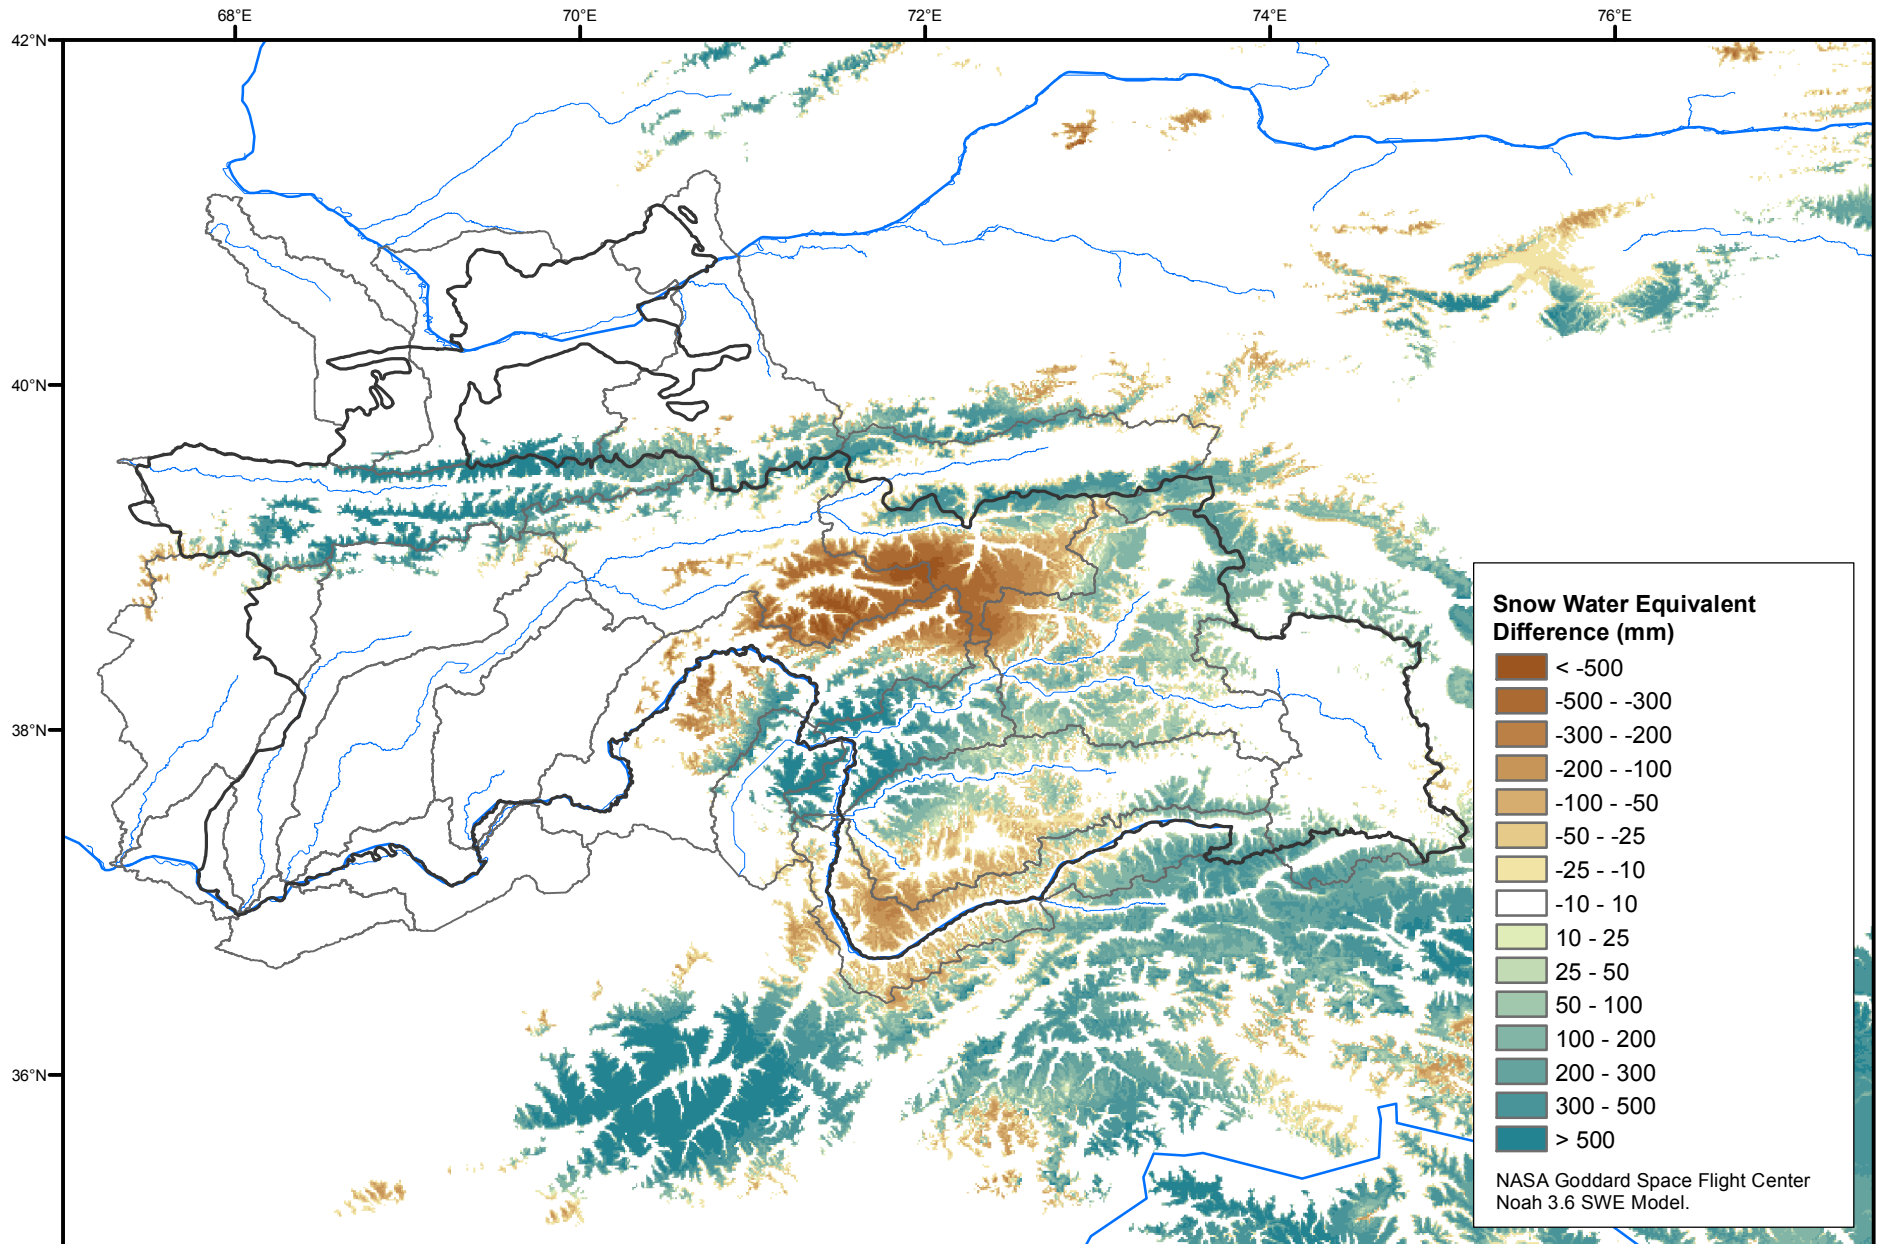 68°E
70°E
72°E
74°E
76°E
42°N
40°N
38°N
36°N
Snow Water Equivalent
Difference (mm)
< -500
-500 - -300
-300 - -200
-200 - -100
-100 - -50
-50 - -25
-25 - -10
-10 - 10
10 - 25
25 - 50
50 - 100
100 - 200
200 - 300
300 - 500
> 500
NASA Goddard Space Flight Center
Noah 3.6 SWE Model.